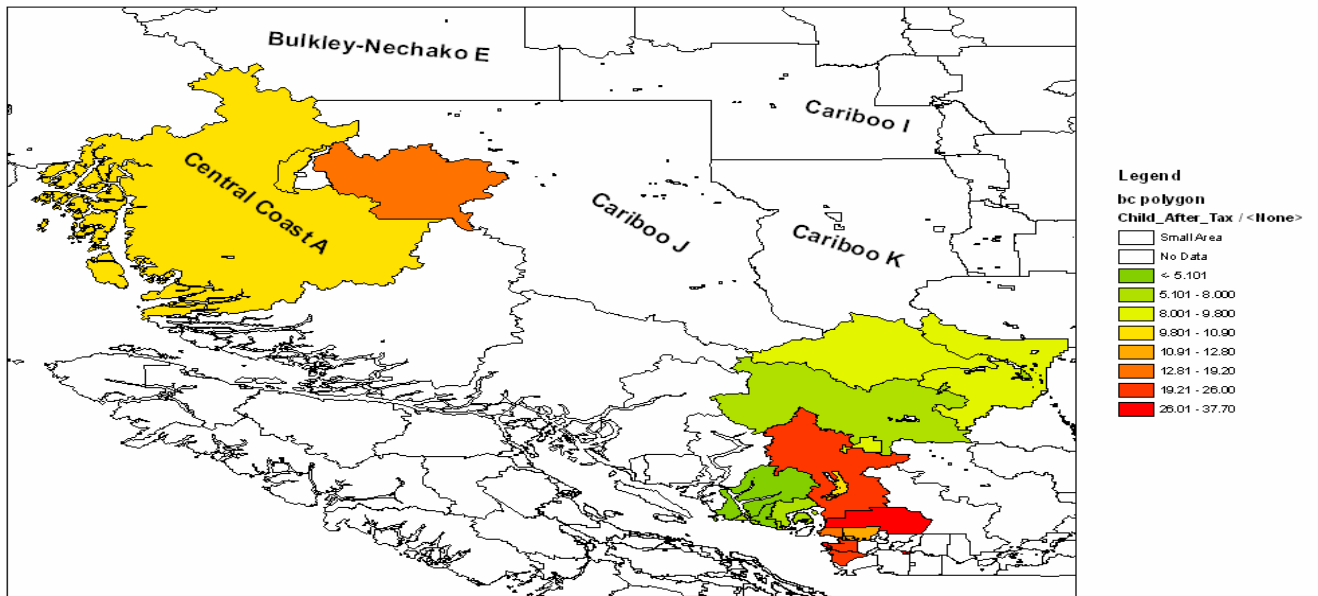 Bulkley-Nechako E
Cariboo I
Central Coast A
Cariboo J
Cariboo K
Legend
bc polygon
Child_After_Tax / <None>
Small Area
No Data
< 5.101
5.101 - 8.000
8.001 - 9.800
9.801 - 10.90
10.91 - 12.80
12.81 - 19.20
19.21 - 26.00
26.01 - 37.70